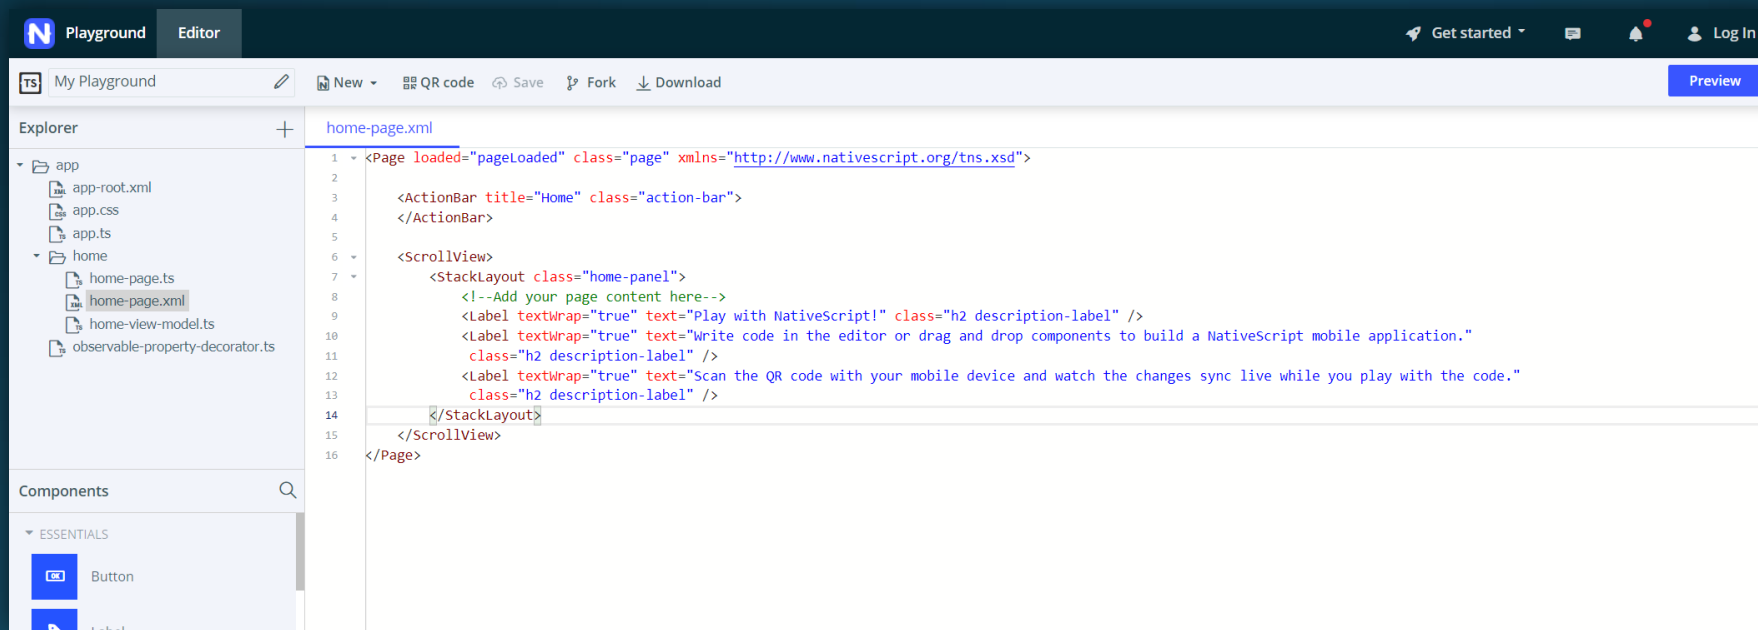 Playground
Editor
Get started
Log In
TS
My Playground
New
QR code
Save
Fork
Download
Preview
Explorer
home-page.xml
app
app-root.xml
app.css
app.ts
home
home-page.ts
home-page.xml
home-view-model.ts
observable-property-decorator.ts
1 <Page loaded="pageLoaded" class="page" xmlns="http://www.nativescript.org/tns.xsd">
2
3 <ActionBar title="Home" class="action-bar">
4 </ActionBar>
5
6 <ScrollView>
7 <StackLayout class="home-panel">
8 <!--Add your page content here-->
9 <Label textWrap="true" text="Play with NativeScript!" class="h2 description-label" />
10 <Label textWrap="true" text="Write code in the editor or drag and drop components to build a NativeScript mobile application."
11 class="h2 description-label" />
12 <Label textWrap="true" text="Scan the QR code with your mobile device and watch the changes sync live while you play with the code."
13 class="h2 description-label" />
14 </StackLayout>
15 </ScrollView>
16 </Page>
Components
ESSENTIALS
OK
Button